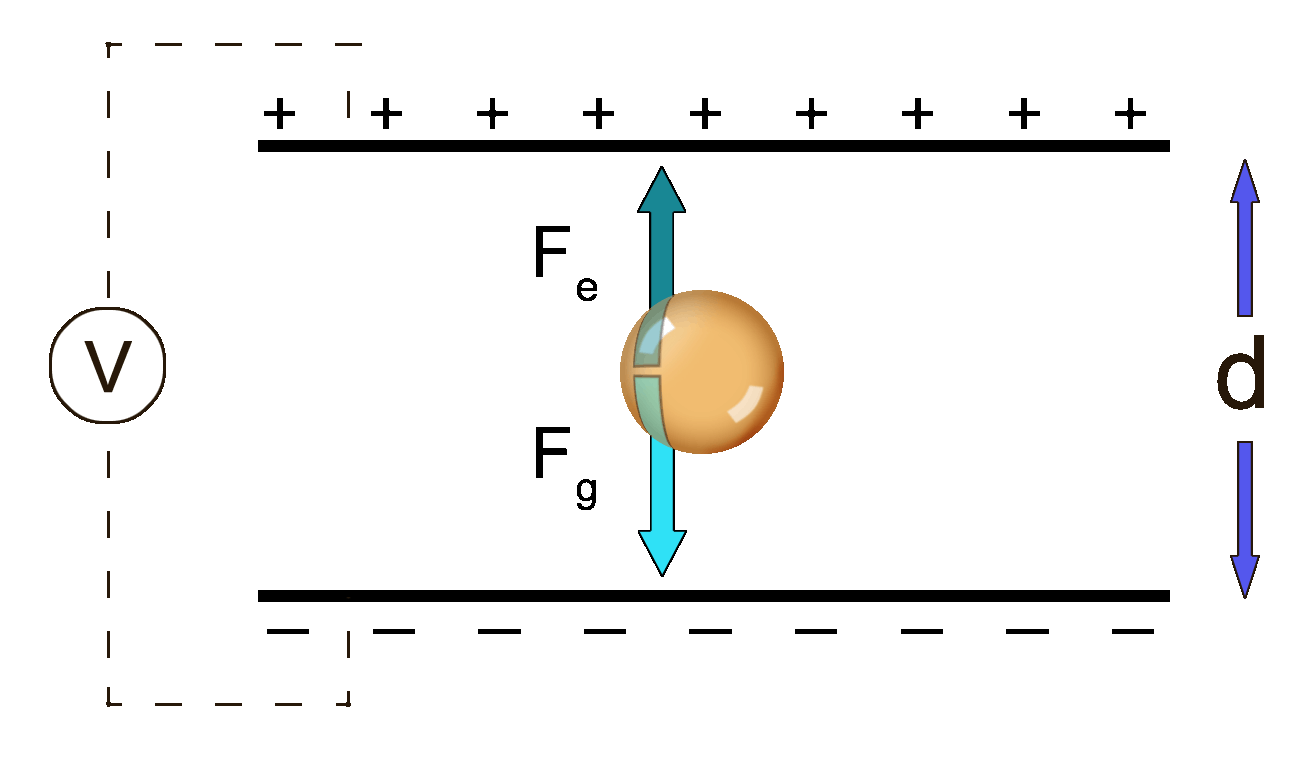 + + + + + + + + +
F e
V
d
F g
− − − − − − − − −